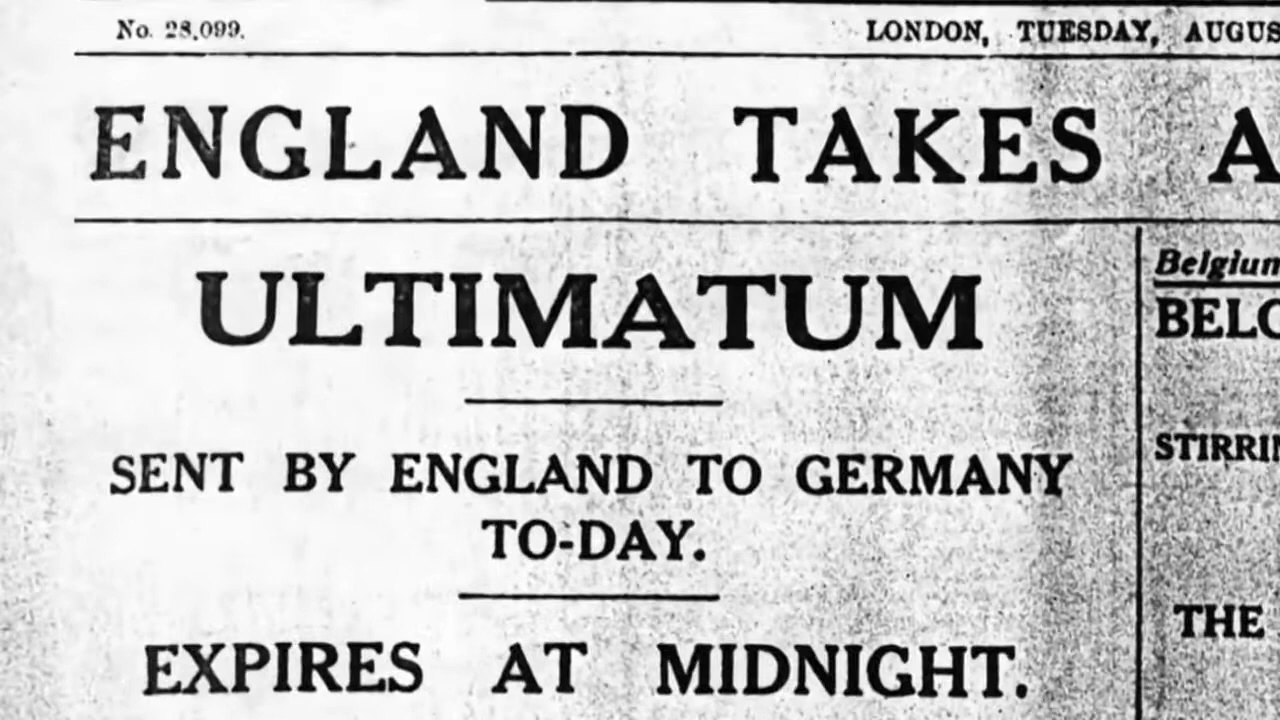 No. 28,099.
LONDON, TUESDAY, AUGUS
ENGLAND TAKES A
ULTIMATUM
SENT BY ENGLAND TO GERMANY
TO-DAY.
EXPIRES AT MIDNIGHT.
Belgium
BELG
STIRRIN
THE